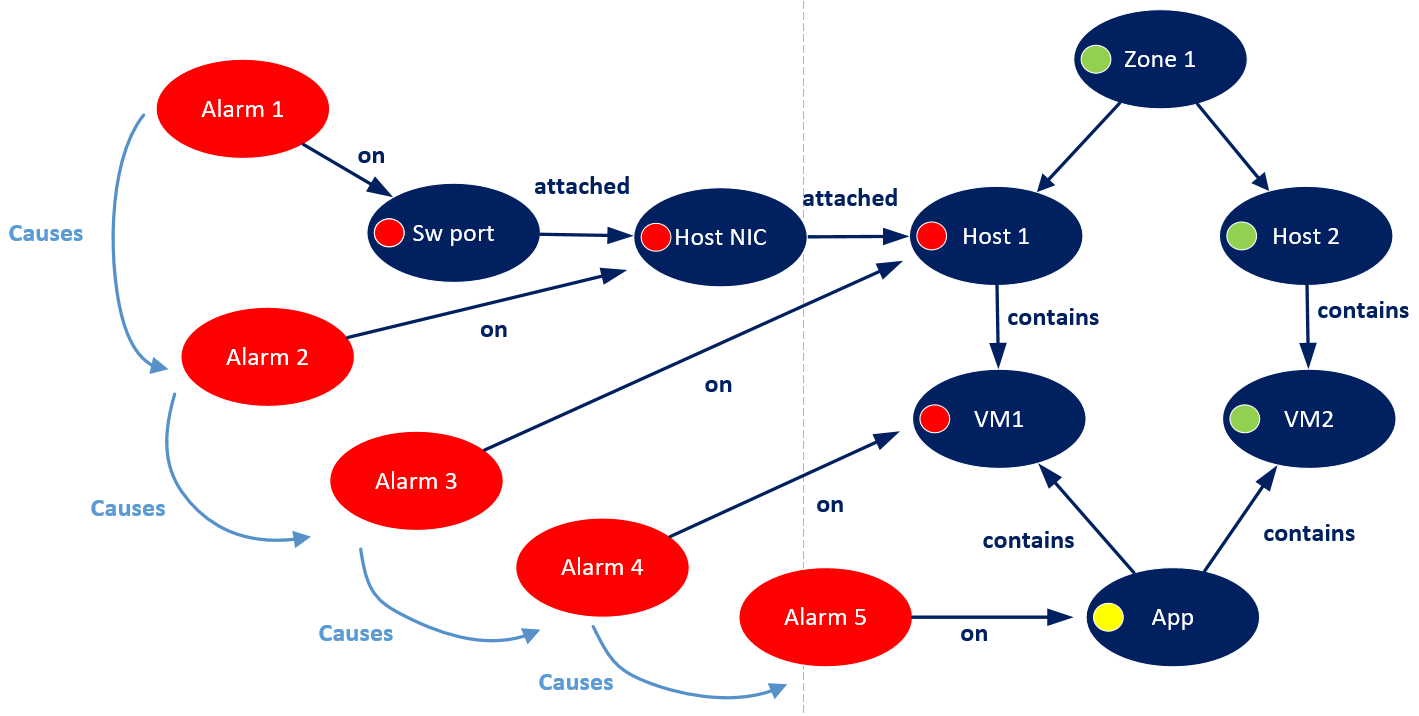 Zone 1
Alarm 1
on
attached
attached
Causes
Sw port
Host NIC
Host 1
Host 2
contains
contains
on
Alarm 2
on
VM1
VM2
Alarm 3
on
Causes
contains
contains
Alarm 4
Causes
Alarm 5
on
App
Causes